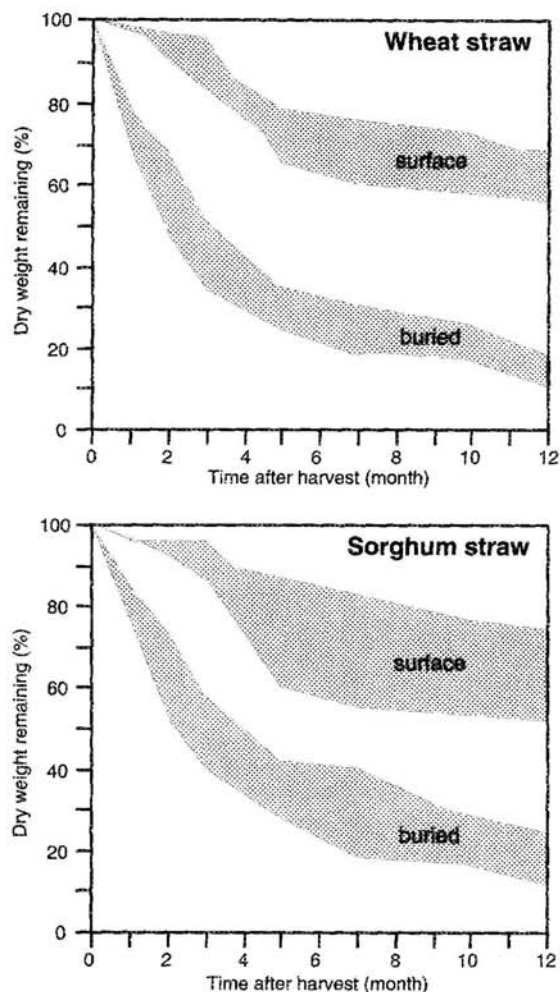 Wheat straw
100
80
60
40
20
0
Dry weight remaining (%)
surface
buried
0 2 4 6 8 10 12
Time after harvest (month)
Sorghum straw
100
80
60
40
20
0
Dry weight remaining (%)
surface
buried
0 2 4 6 8 10 12
Time after harvest (month)